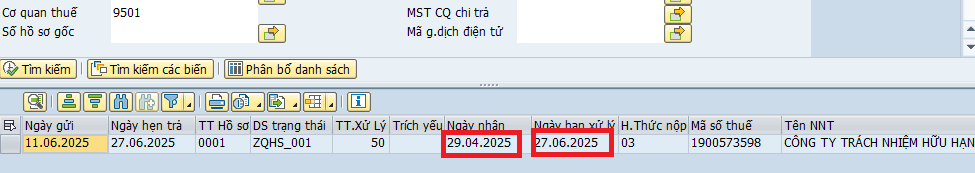 Cơ quan thuế 9501 MST CQ chi trả
Số hồ sơ gốc Mã g.dịch điện tử
Tìm kiếm Tìm kiếm các biến Phân bổ danh sách
Ngày gửi Ngày hẹn trả TT Hồ sơ DS trạng thái TT.Xử Lý Trích yếu Ngày nhận Ngày hạn xử lý H.Thức nộp Mã số thuế Tên NNT
11.06.2025 27.06.2025 0001 ZQHS_001 50 29.04.2025 27.06.2025 03 1900573598 CÔNG TY TRÁCH NHIỆM HỮU HẠN